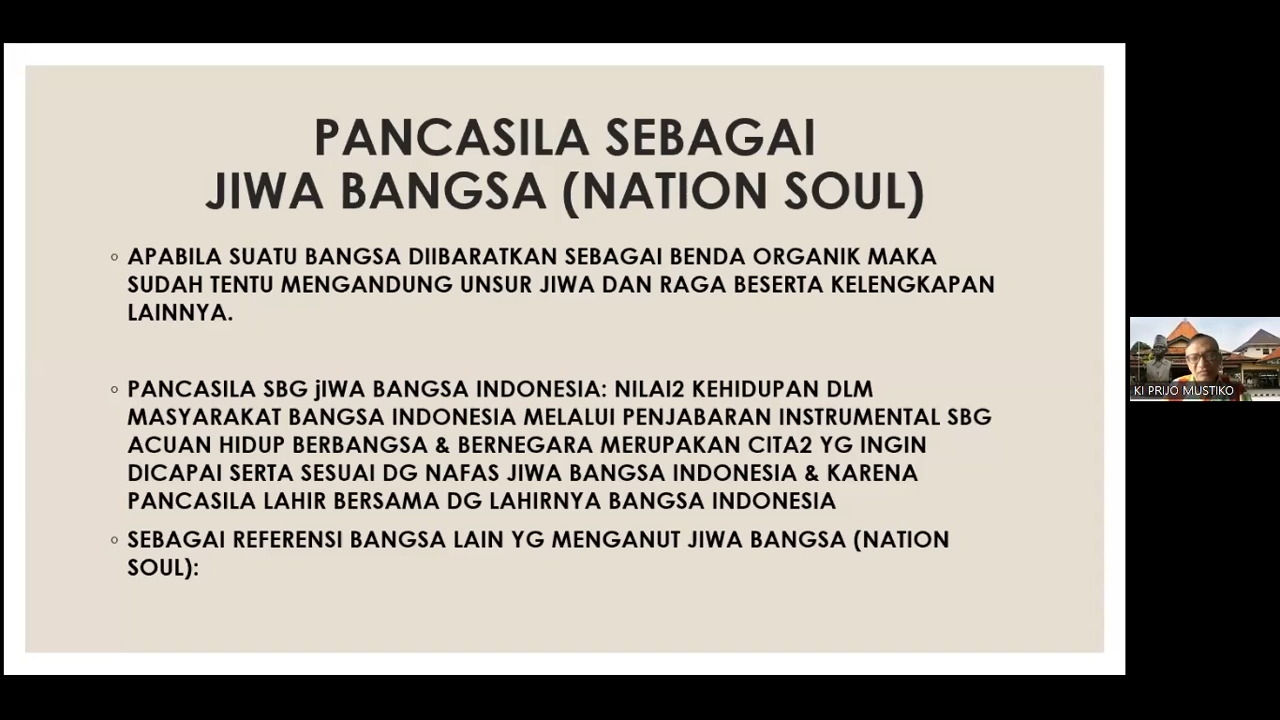 PANCASILA SEBAGAI
JIWA BANGSA (NATION SOUL)
◦ APABILA SUATU BANGSA DIIBARATKAN SEBAGAI BENDA ORGANIK MAKA
SUDAH TENTU MENGANDUNG UNSUR JIWA DAN RAGA BESERTA KELENGKAPAN
LAINNYA.
◦ PANCASILA SBG jIWA BANGSA INDONESIA: NILAI2 KEHIDUPAN DLM
MASYARAKAT BANGSA INDONESIA MELALUI PENJABARAN INSTRUMENTAL SBG
ACUAN HIDUP BERBANGSA & BERNEGARA MERUPAKAN CITA2 YG INGIN
DICAPAI SERTA SESUAI DG NAFAS JIWA BANGSA INDONESIA & KARENA
PANCASILA LAHIR BERSAMA DG LAHIRNYA BANGSA INDONESIA
◦ SEBAGAI REFERENSI BANGSA LAIN YG MENGANUT JIWA BANGSA (NATION
SOUL):
KI PRIJO MUSTIKO